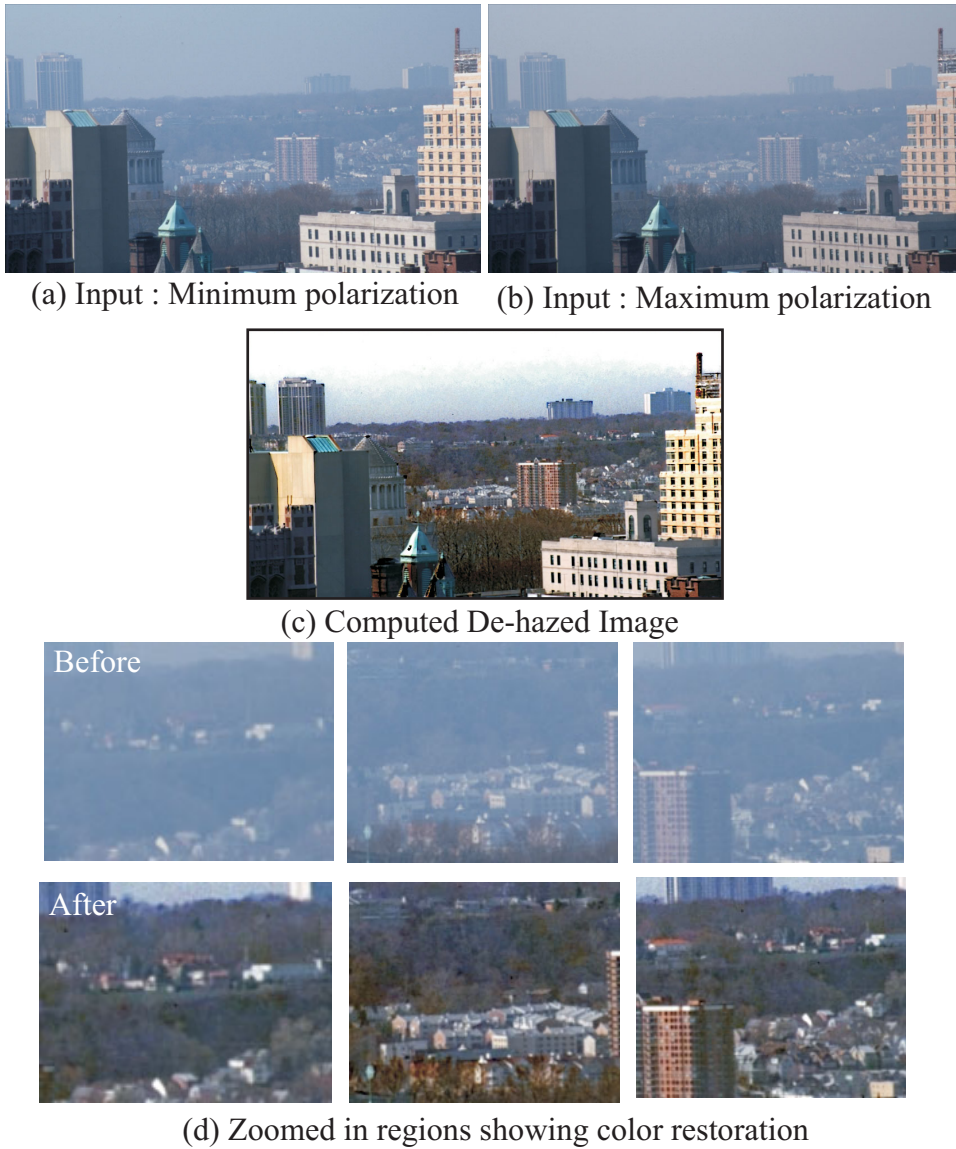 (a) Input : Minimum polarization
(b) Input : Maximum polarization
(c) Computed De-hazed Image
Before
After
(d) Zoomed in regions showing color restoration